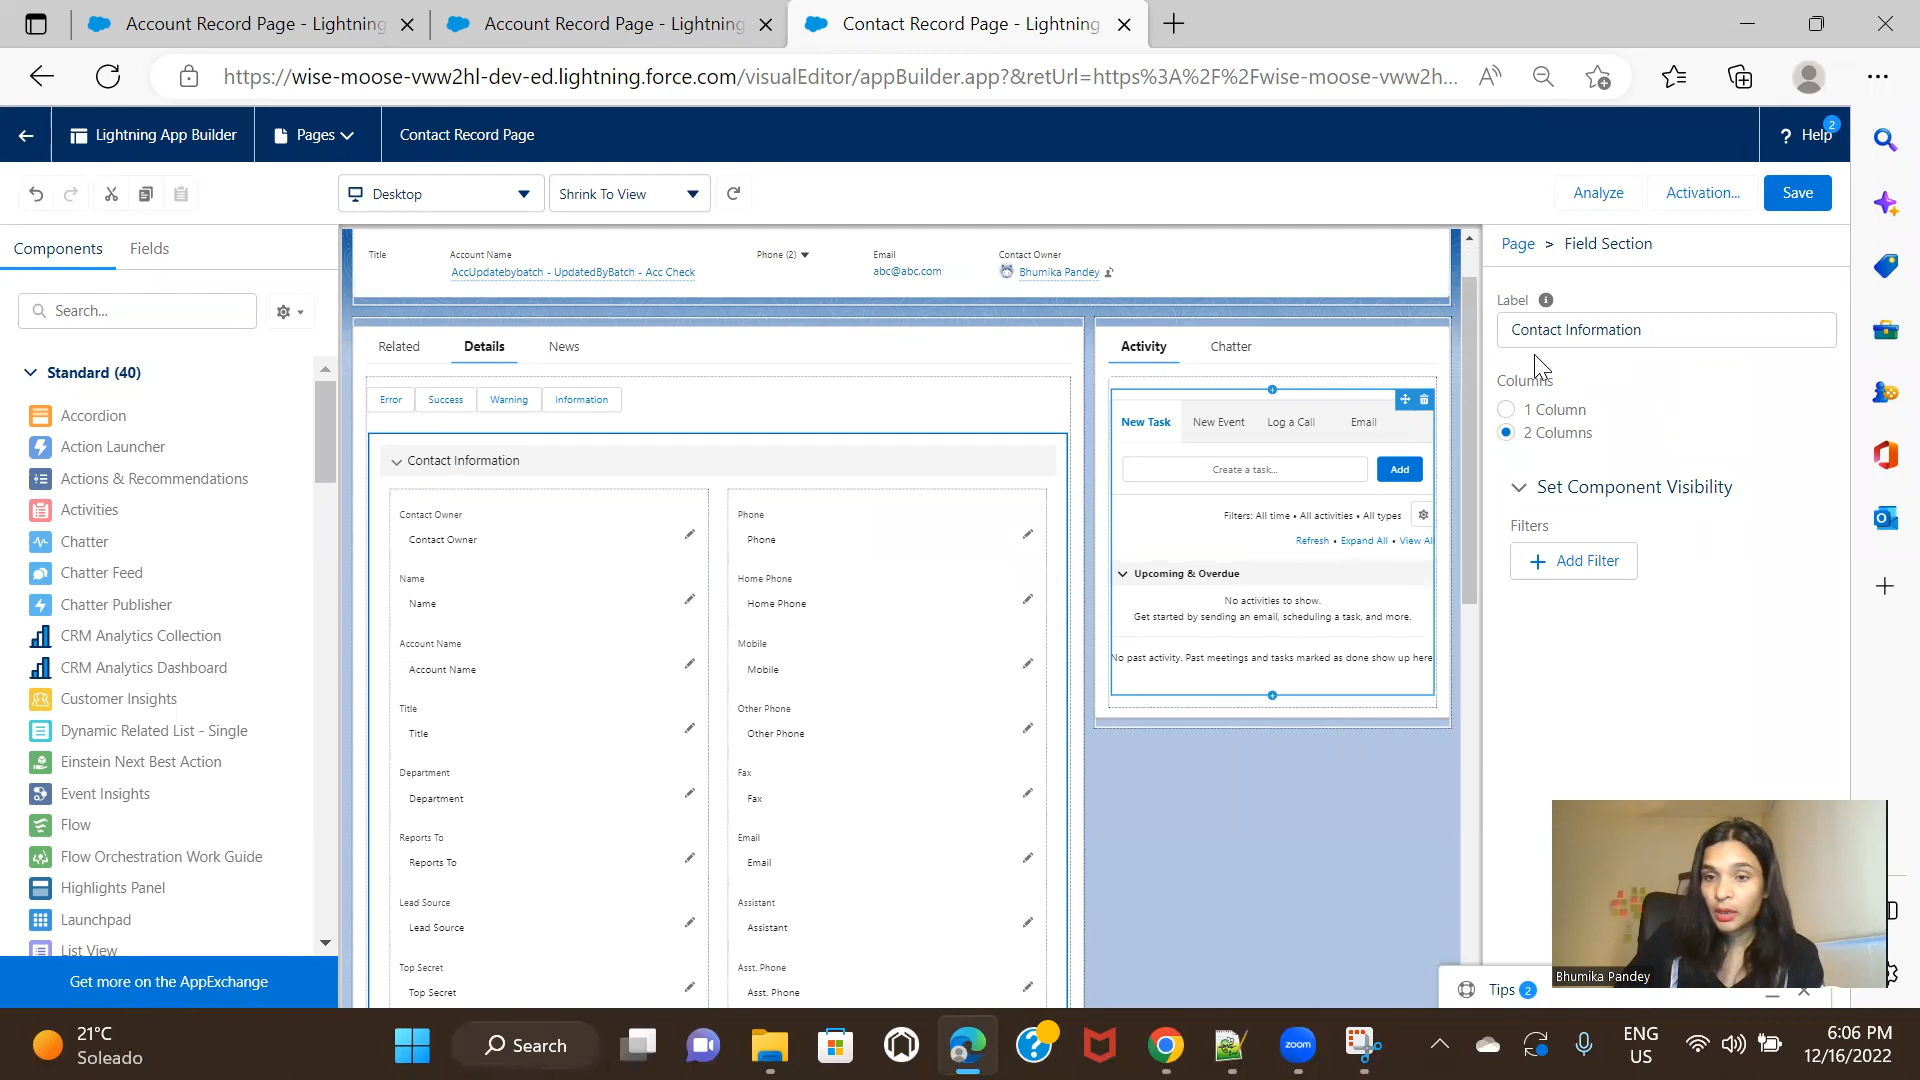 Account Record Page - Lightning
Account Record Page - Lightning
Contact Record Page - Lightning
https://wise-moose-vww2hl-dev-ed.lightning.force.com/visualEditor/appBuilder.app?&retUrl=https%3A%2F%2Fwise-moose-vww2h...
Lightning App Builder
Pages
Contact Record Page
? Help
2
Desktop
Shrink To View
Analyze
Activation...
Save
Components
Fields
Search...
Standard (40)
Accordion
Action Launcher
Actions & Recommendations
Activities
Chatter
Chatter Feed
Chatter Publisher
CRM Analytics Collection
CRM Analytics Dashboard
Customer Insights
Dynamic Related List - Single
Einstein Next Best Action
Event Insights
Flow
Flow Orchestration Work Guide
Highlights Panel
Launchpad
List View
Get more on the AppExchange
Title
Account Name
AccUpdatebybatch - UpdatedByBatch - Acc Check
Phone (2)
Email
abc@abc.com
Contact Owner
Bhumika Pandey
Related
Details
News
Error
Success
Warning
Information
Contact Information
Contact Owner
Contact Owner
Name
Name
Account Name
Account Name
Title
Title
Department
Department
Reports To
Reports To
Lead Source
Lead Source
Top Secret
Top Secret
Phone
Phone
Home Phone
Home Phone
Mobile
Mobile
Other Phone
Other Phone
Fax
Fax
Email
Email
Assistant
Assistant
Asst. Phone
Asst. Phone
Activity
Chatter
New Task
New Event
Log a Call
Email
Create a task...
Add
Filters: All time • All activities • All types
Refresh • Expand All • View Al
Upcoming & Overdue
No activities to show.
Get started by sending an email, scheduling a task, and more.
No past activity. Past meetings and tasks marked as done show up here
Page > Field Section
Label
Contact Information
Columns
1 Column
2 Columns
Set Component Visibility
Filters
Add Filter
Bhumika Pandey
Tips 2
21°C
Soleado
Search
zoom
ENG
US
6:06 PM
12/16/2022